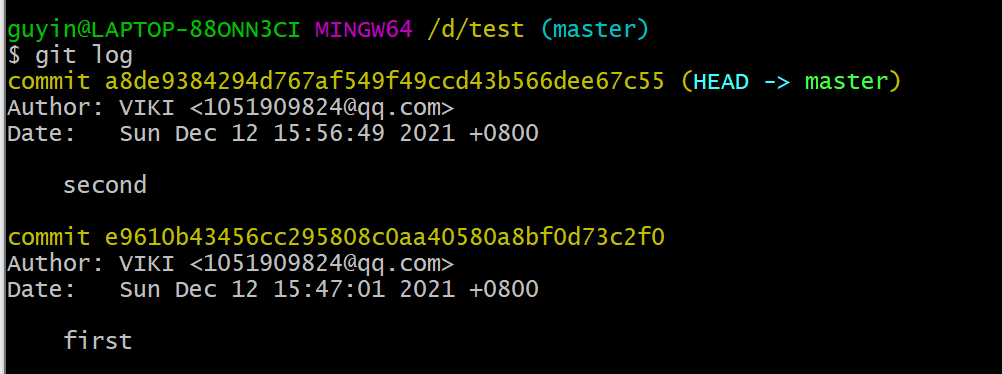 guyin@LAPTOP-88ONN3CI MINGW64 /d/test (master)
$ git log
commit a8de9384294d767af549f49ccd43b566dee67c55 (HEAD -> master)
Author: VIKI <1051909824@qq.com>
Date:   Sun Dec 12 15:56:49 2021 +0800
    second
commit e9610b43456cc295808c0aa40580a8bf0d73c2f0
Author: VIKI <1051909824@qq.com>
Date:   Sun Dec 12 15:47:01 2021 +0800
    first